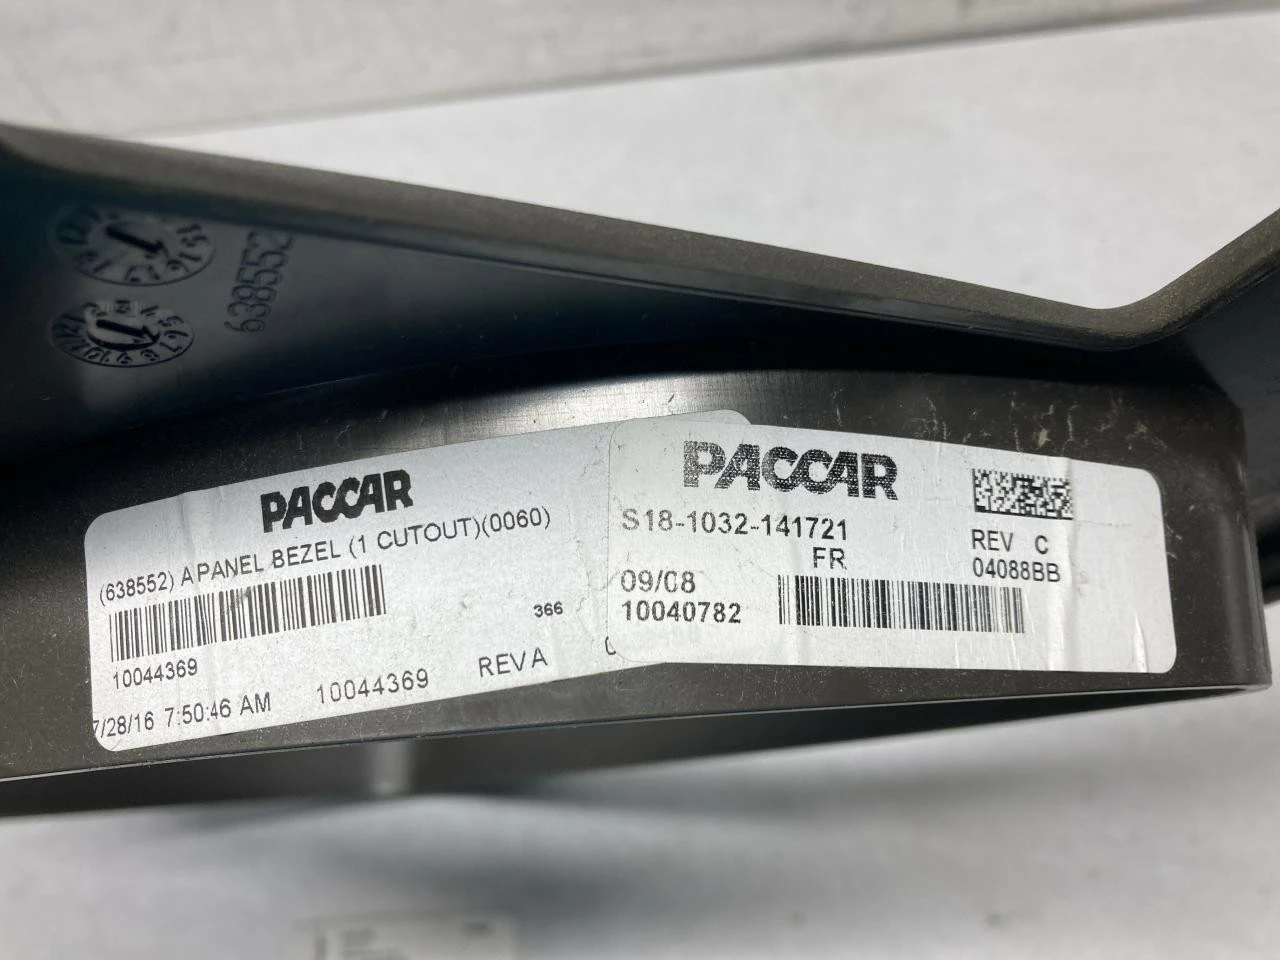 638552
PACCAR
(638552) A PANEL BEZEL (1 CUTOUT)(0060)
366
10044369
7/28/16 7:50:46 AM 10044369 REV A
PACCAR
S18-1032-141721
FR
REV C
09/08
04088BB
10040782